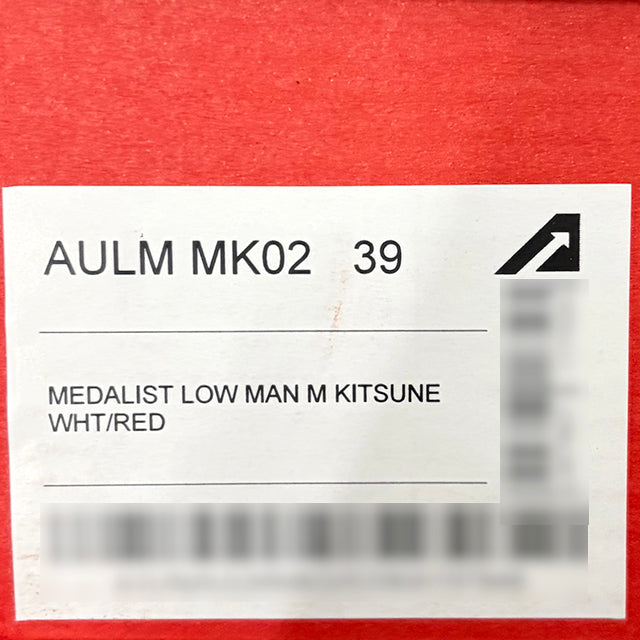 AULM MK02 39
MEDALIST LOW MAN M KITSUNE
WHT/RED